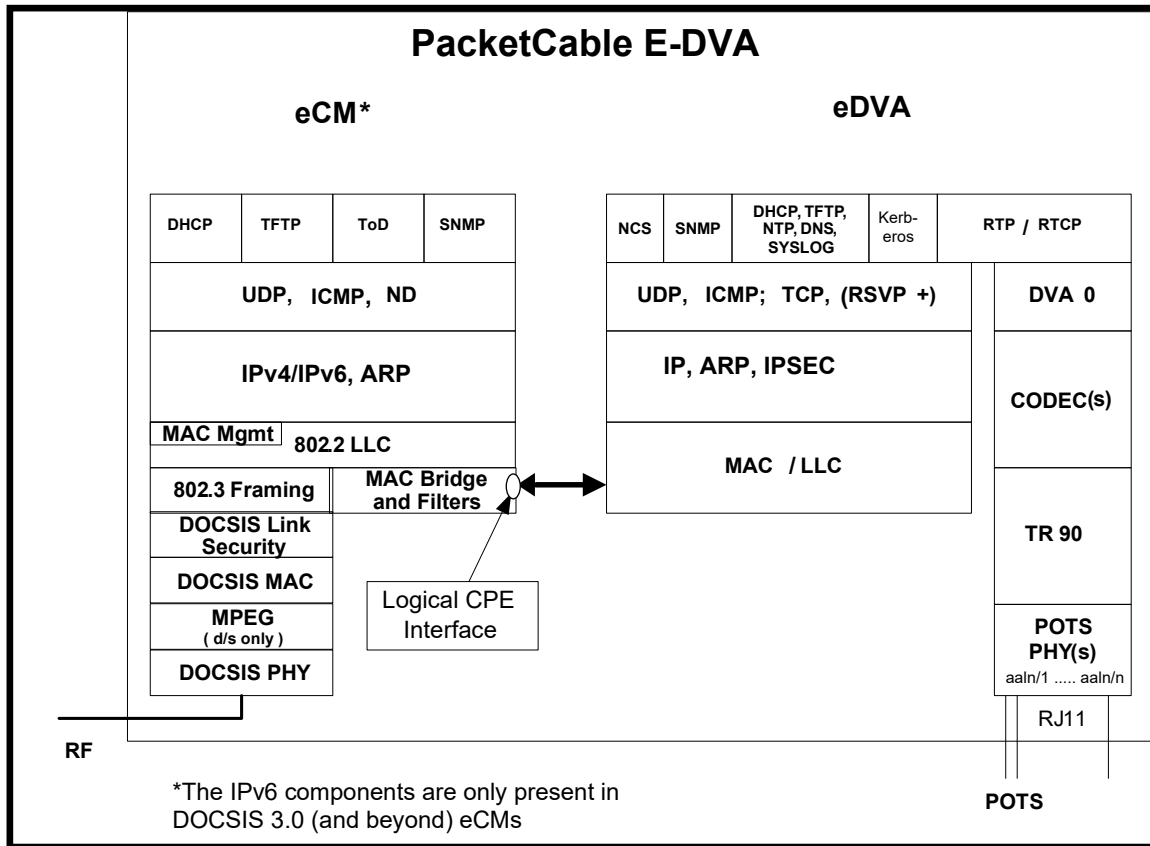 PacketCable E-DVA
eCM*
eDVA
DHCP
TFTP
ToD
SNMP
UDP, ICMP, ND
IPv4/IPv6, ARP
MAC Mgmt
802.2 LLC
802.3 Framing
MAC Bridge
and Filters
DOCSIS Link
Security
DOCSIS MAC
MPEG
( d/s only )
DOCSIS PHY
RF
Logical CPE
Interface
NCS
SNMP
DHCP, TFTP,
NTP, DNS,
SYSLOG
Kerb-
eros
RTP / RTCP
UDP, ICMP; TCP, (RSVP +)
IP, ARP, IPSEC
MAC / LLC
DVA 0
CODEC(s)
TR 90
POTS
PHY(s)
aaln/1 ..... aaln/n
RJ11
POTS
*The IPv6 components are only present in
DOCSIS 3.0 (and beyond) eCMs